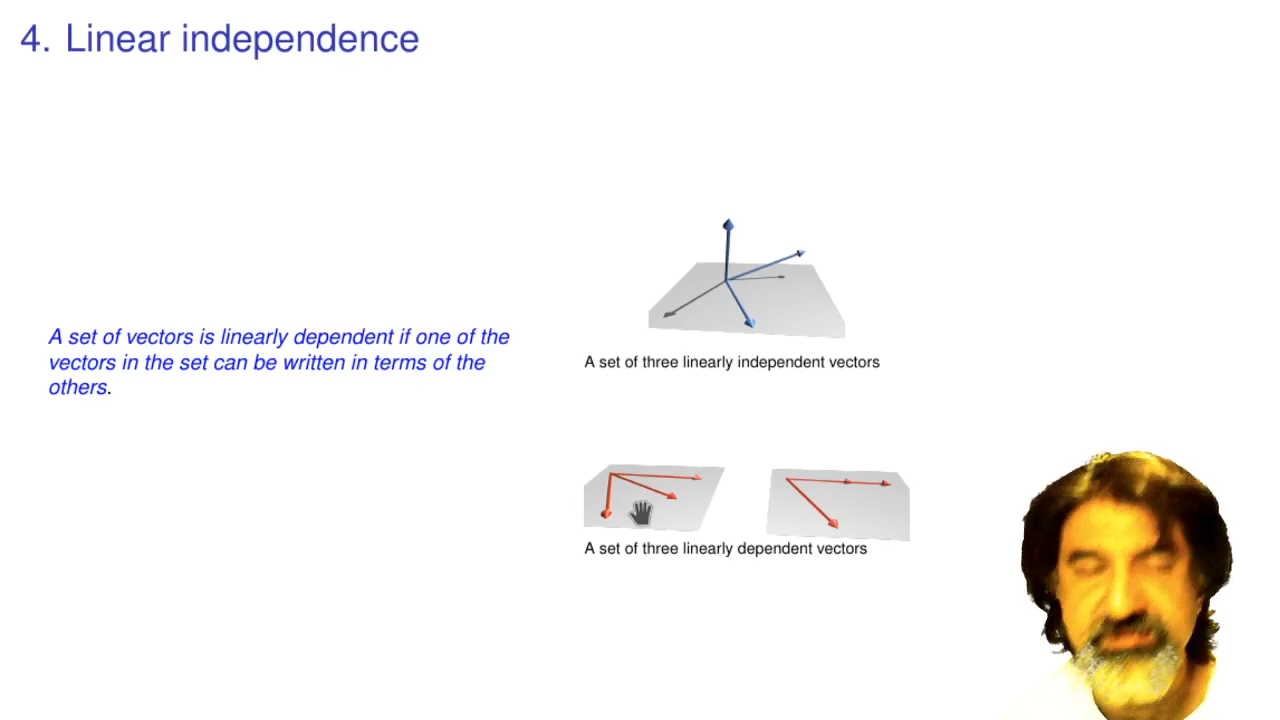 4. Linear independence
A set of vectors is linearly dependent if one of the
vectors in the set can be written in terms of the
others.
A set of three linearly independent vectors
A set of three linearly dependent vectors